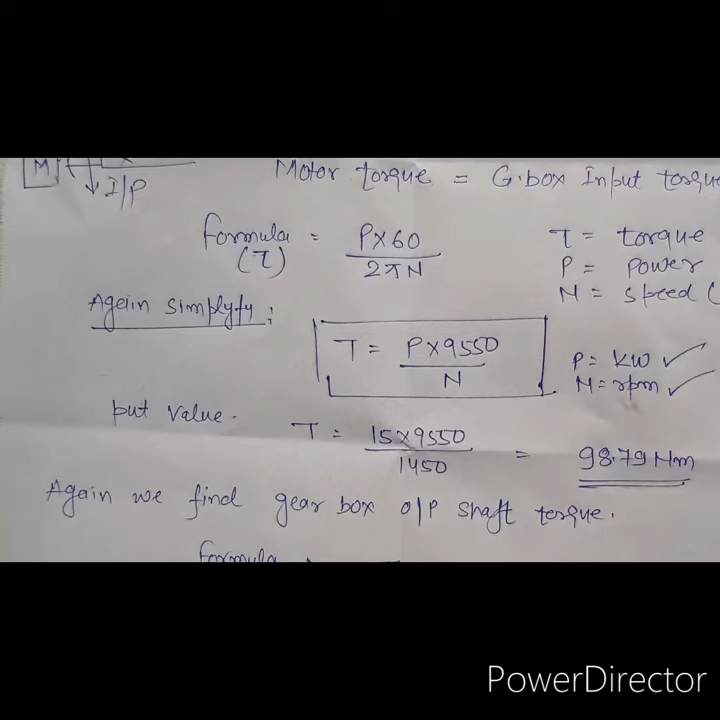 M
I/P
Motor torque = G.box Input torque
formula (T) = P×60 / 2πN
T = torque
P = Power
N = speed (
Again simplyfy:
T = P×9550 / N
P = kW ✓
N = rpm ✓
put value.
T = 15×9550 / 1450 = 98.79 Nm
Again we find gear box o/p shaft torque.
formula
PowerDirector